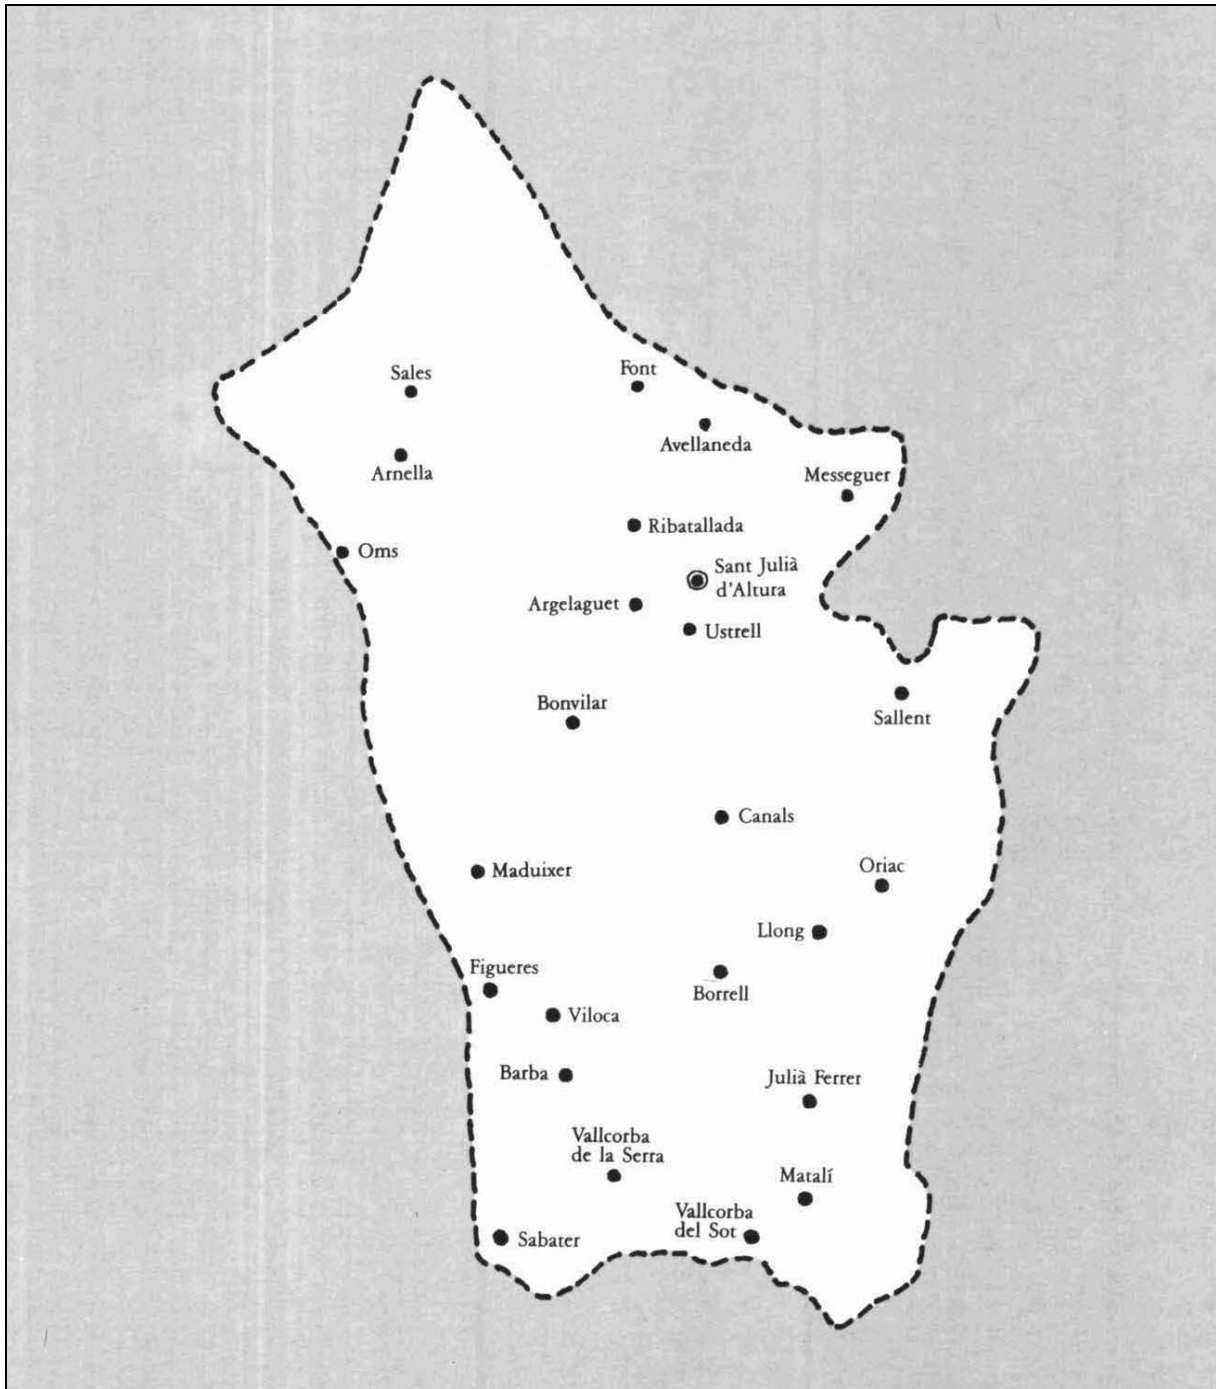 Font
Sales
Avellaneda
Arnella
Messeguer
Ribatallada
Oms
Sant Julià
d'Altura
Argelaguet
Ustrell
Bonvilar
Sallent
Canals
Maduixer
Oriac
Llong
Figueres
Borrell
Viloca
Barba
Julià Ferrer
Vallcorba
de la Serra
Matalí
Vallcorba
del Sot
Sabater